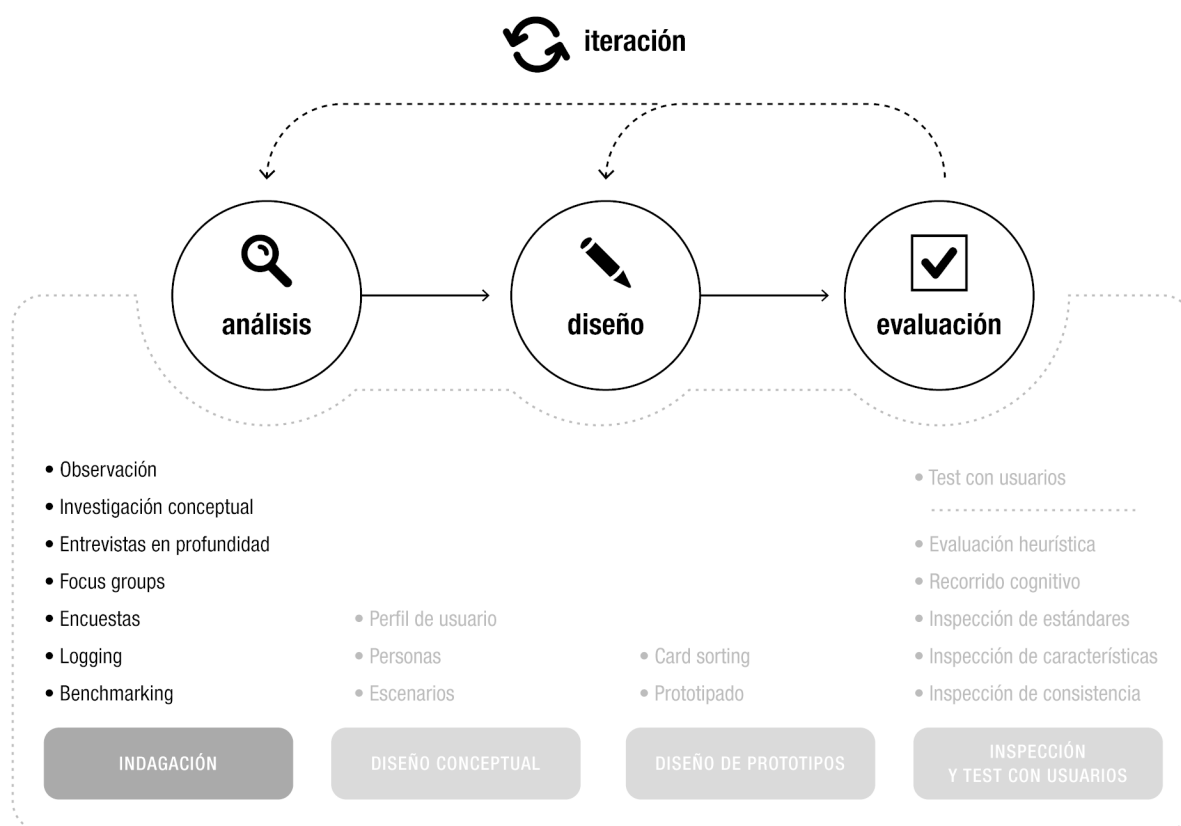 iteración
análisis
diseño
evaluación
• Observación
• Investigación conceptual
• Entrevistas en profundidad
• Focus groups
• Encuestas
• Logging
• Benchmarking
INDAGACIÓN
• Perfil de usuario
• Personas
• Escenarios
DISEÑO CONCEPTUAL
• Card sorting
• Prototipado
DISEÑO DE PROTOTIPOS
• Test con usuarios
• Evaluación heurística
• Recorrido cognitivo
• Inspección de estándares
• Inspección de características
• Inspección de consistencia
INSPECCIÓN
Y TEST CON USUARIOS